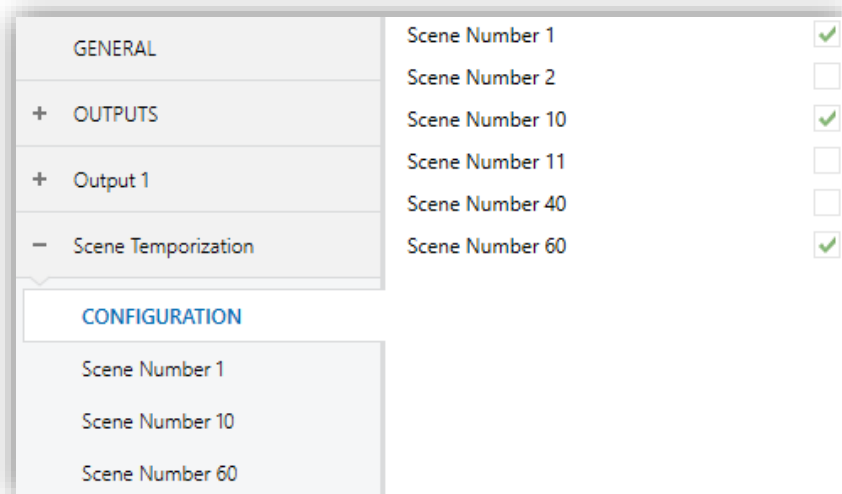 GENERAL
+ OUTPUTS
+ Output 1
− Scene Temporization
CONFIGURATION
Scene Number 1
Scene Number 10
Scene Number 60
Scene Number 1
Scene Number 2
Scene Number 10
Scene Number 11
Scene Number 40
Scene Number 60